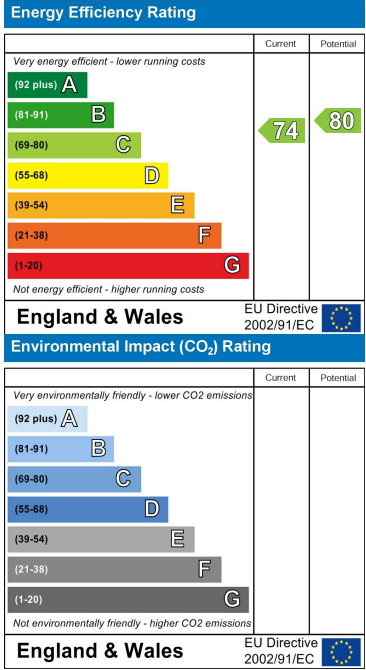 Energy Efficiency Rating
Current Potential
Very energy efficient - lower running costs
(92 plus) A
(81-91) B
(69-80) C
(55-68) D
(39-54) E
(21-38) F
(1-20) G
74
80
Not energy efficient - higher running costs
England & Wales
EU Directive
2002/91/EC
Environmental Impact (CO₂) Rating
Current Potential
Very environmentally friendly - lower CO2 emissions
(92 plus) A
(81-91) B
(69-80) C
(55-68) D
(39-54) E
(21-38) F
(1-20) G
Not environmentally friendly - higher CO2 emissions
England & Wales
EU Directive
2002/91/EC